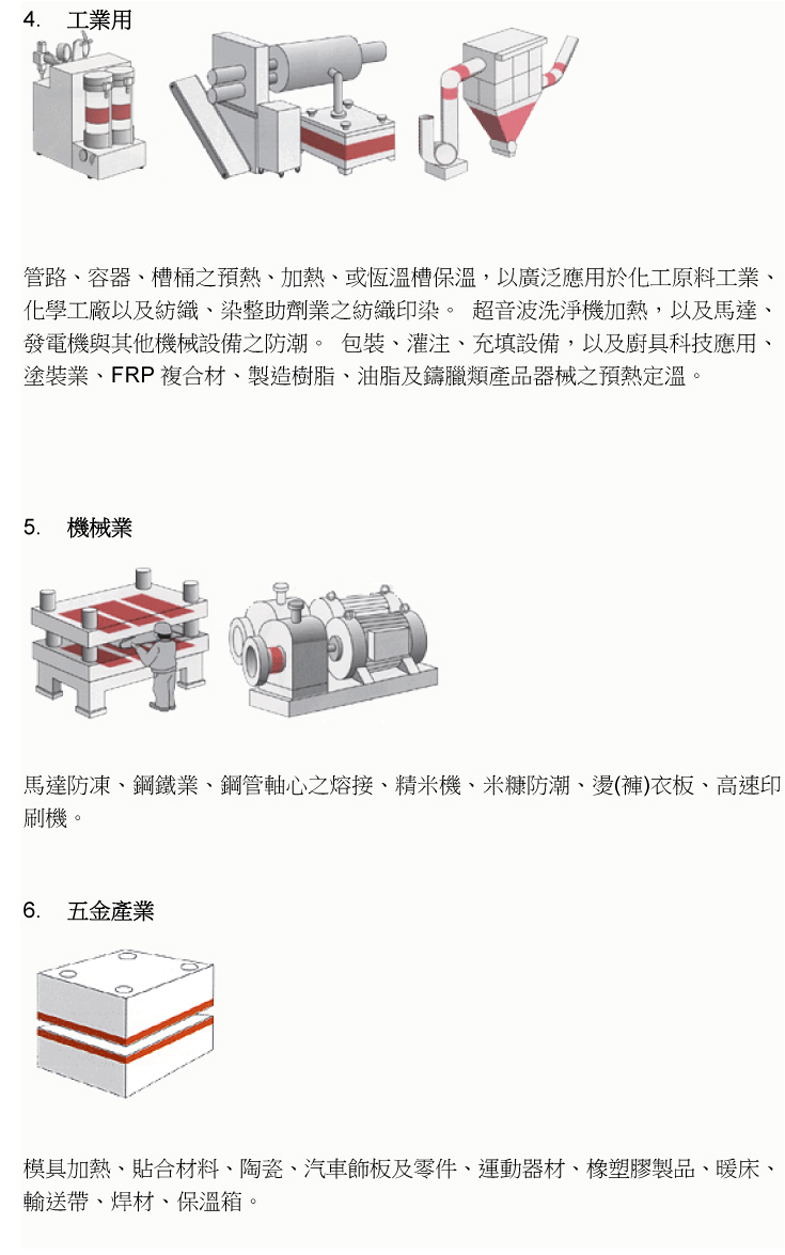 4. 工業用
管路、容器、槽桶之預熱、加熱、或恆溫槽保溫，以廣泛應用於化工原料工業、
化學工廠以及紡織、染整助劑業之紡織印染。 超音波洗淨機加熱，以及馬達、
發電機與其他機械設備之防潮。 包裝、灌注、充填設備，以及廚具科技應用、
塗裝業、FRP 複合材、製造樹脂、油脂及鑄臘類產品器械之預熱定溫。
5. 機械業
馬達防凍、鋼鐵業、鋼管軸心之熔接、精米機、米糠防潮、燙(褲)衣板、高速印
刷機。
6. 五金產業
模具加熱、貼合材料、陶瓷、汽車飾板及零件、運動器材、橡塑膠製品、暖床、
輸送帶、焊材、保溫箱。